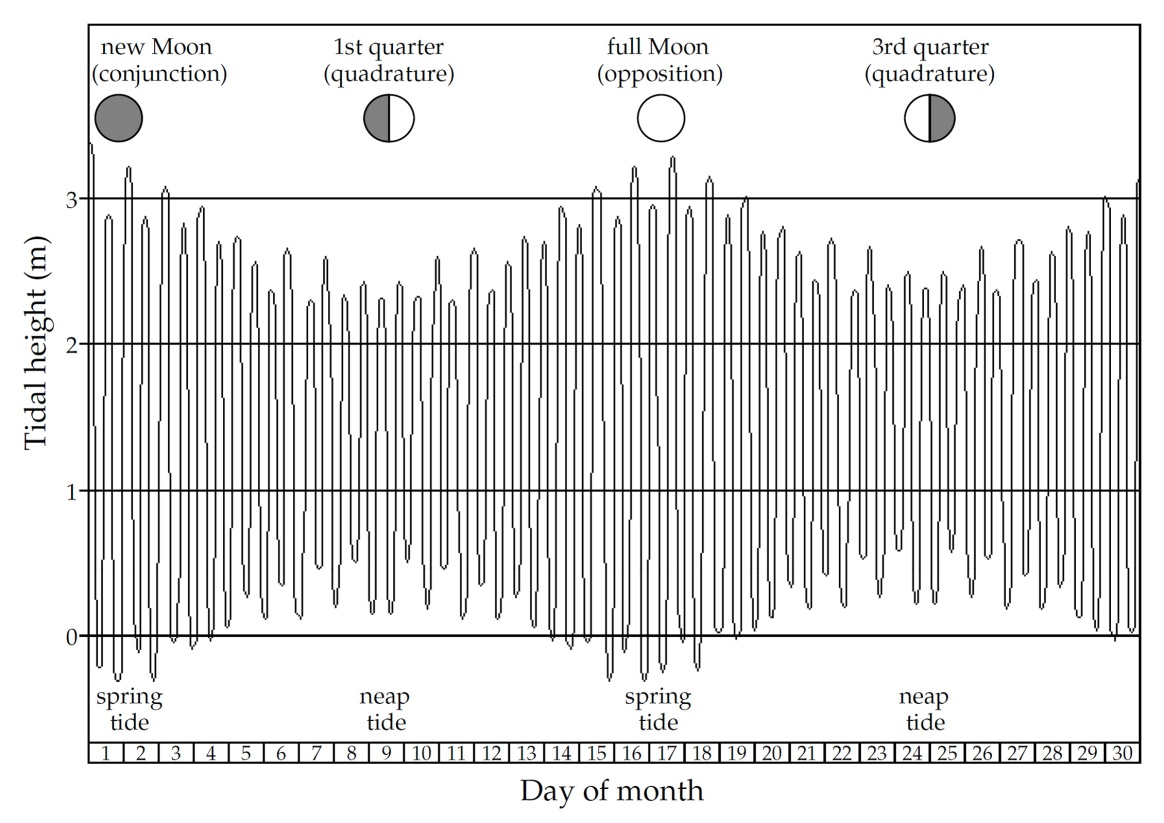 new Moon
(conjunction)
1st quarter
(quadrature)
full Moon
(opposition)
3rd quarter
(quadrature)
Tidal height (m)
3
2
1
0
spring
tide
neap
tide
spring
tide
neap
tide
1 2 3 4 5 6 7 8 9 10 11 12 13 14 15 16 17 18 19 20 21 22 23 24 25 26 27 28 29 30
Day of month